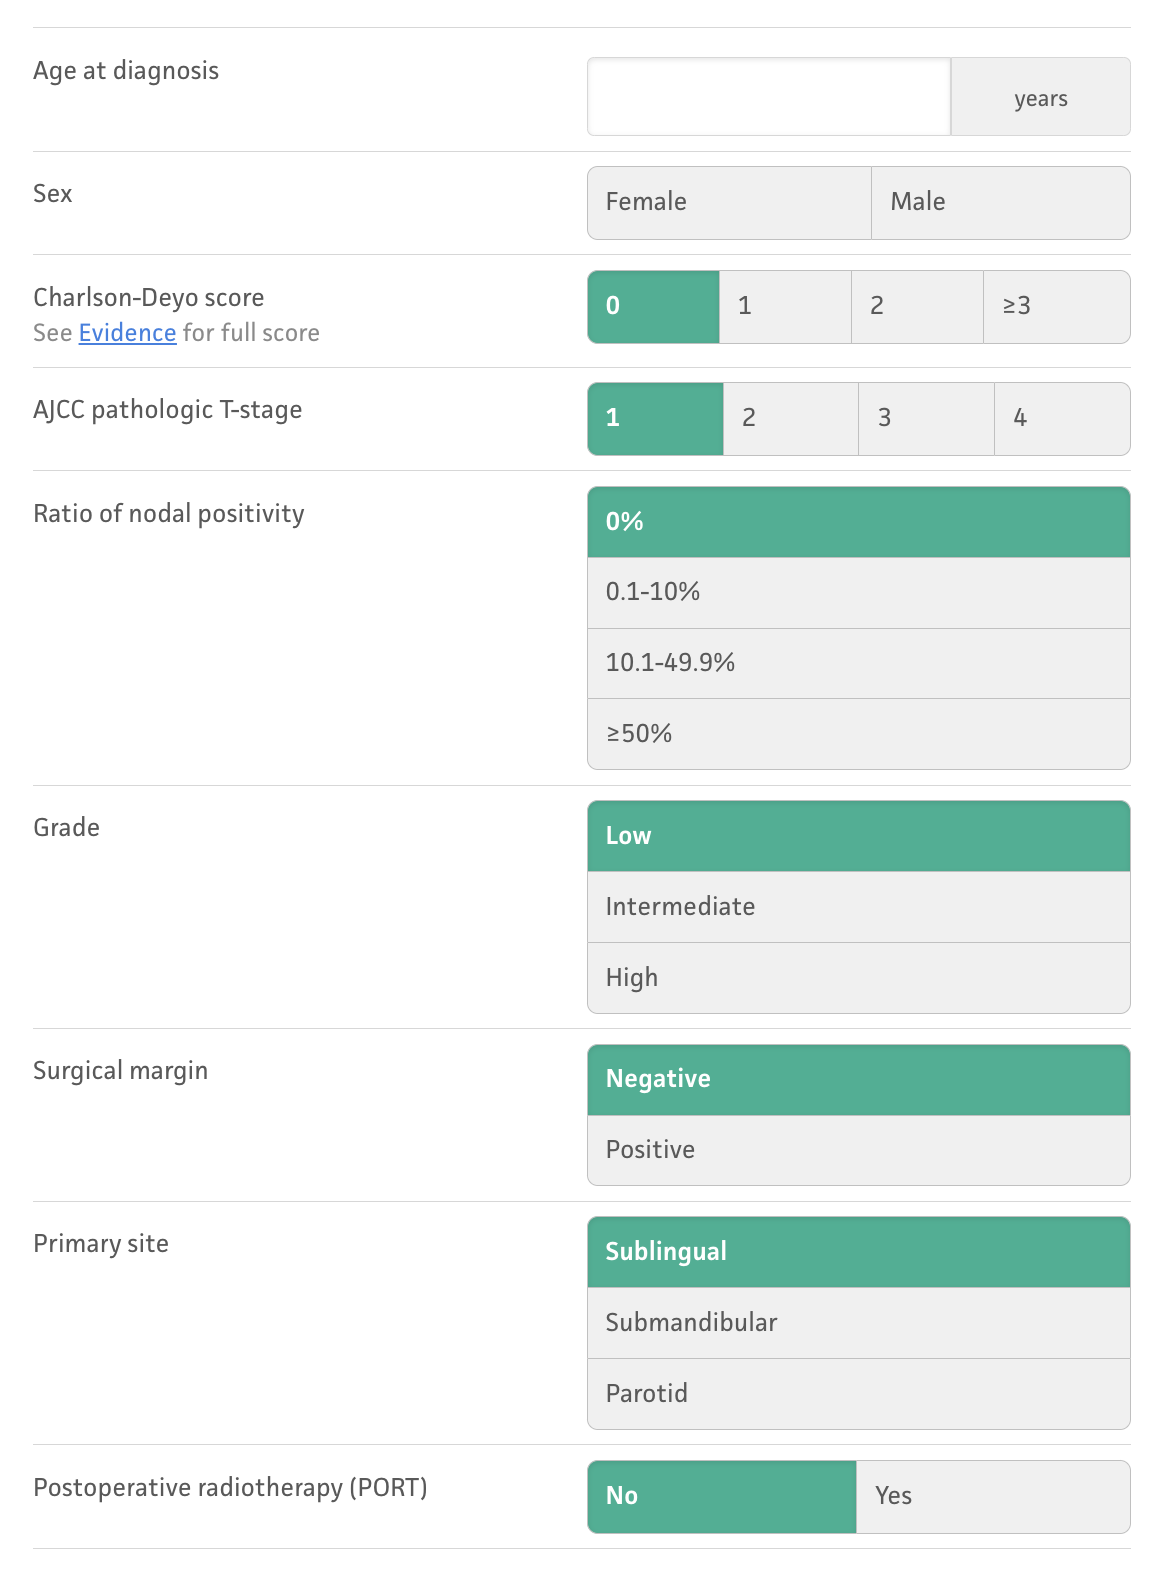 Age at diagnosis
years
Sex
Female Male
Charlson-Deyo score
See Evidence for full score
0 1 2 ≥3
AJCC pathologic T-stage
1 2 3 4
Ratio of nodal positivity
0%
0.1-10%
10.1-49.9%
≥50%
Grade
Low
Intermediate
High
Surgical margin
Negative
Positive
Primary site
Sublingual
Submandibular
Parotid
Postoperative radiotherapy (PORT)
No Yes